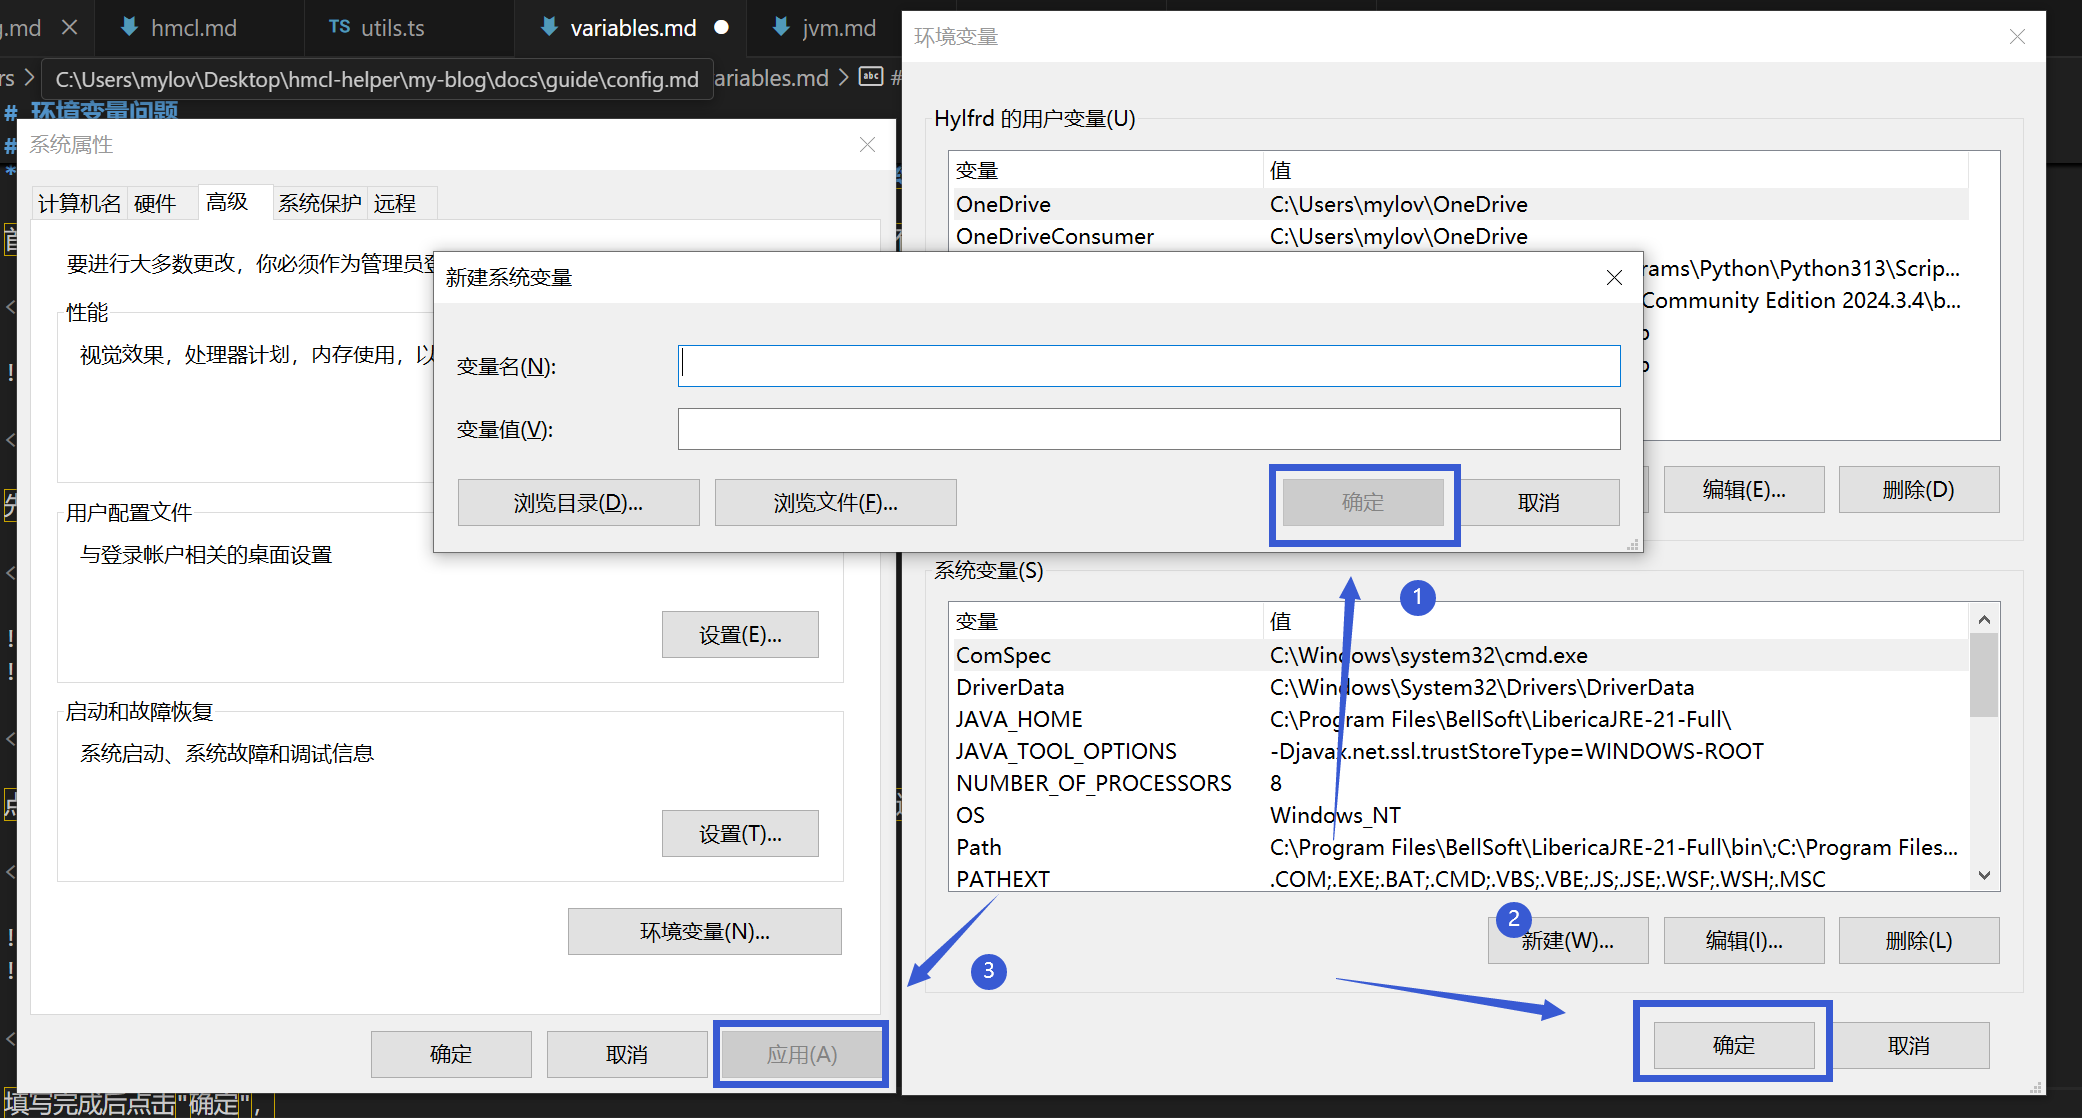 .md
hmcl.md
TS utils.ts
variables.md
jvm.md
rs > C:\Users\mylov\Desktop\hmcl-helper\my-blog\docs\guide\config.md ariables.md > abc #
# 环境变量问题
#
*
系统属性
计算机名 硬件 高级 系统保护 远程
要进行大多数更改，你必须作为管理员
性能
视觉效果，处理器计划，内存使用，以
用户配置文件
与登录帐户相关的桌面设置
设置(E)...
启动和故障恢复
系统启动、系统故障和调试信息
设置(T)...
环境变量(N)...
确定 取消 应用(A)
填写完成后点击"确定"，
新建系统变量
变量名(N):
变量值(V):
浏览目录(D)... 浏览文件(F)... 确定 取消
环境变量
Hylfrd 的用户变量(U)
变量 值
OneDrive C:\Users\mylov\OneDrive
OneDriveConsumer C:\Users\mylov\OneDrive
rams\Python\Python313\Scrip...
Community Edition 2024.3.4\b...
编辑(E)... 删除(D)
系统变量(S)
1
变量 值
ComSpec C:\Windows\system32\cmd.exe
DriverData C:\Windows\System32\Drivers\DriverData
JAVA_HOME C:\Program Files\BellSoft\LibericaJRE-21-Full\
JAVA_TOOL_OPTIONS -Djavax.net.ssl.trustStoreType=WINDOWS-ROOT
NUMBER_OF_PROCESSORS 8
OS Windows_NT
Path C:\Program Files\BellSoft\LibericaJRE-21-Full\bin\;C:\Program Files...
PATHEXT .COM;.EXE;.BAT;.CMD;.VBS;.VBE;.JS;.JSE;.WSF;.WSH;.MSC
2
新建(W)... 编辑(I)... 删除(L)
3
确定 取消